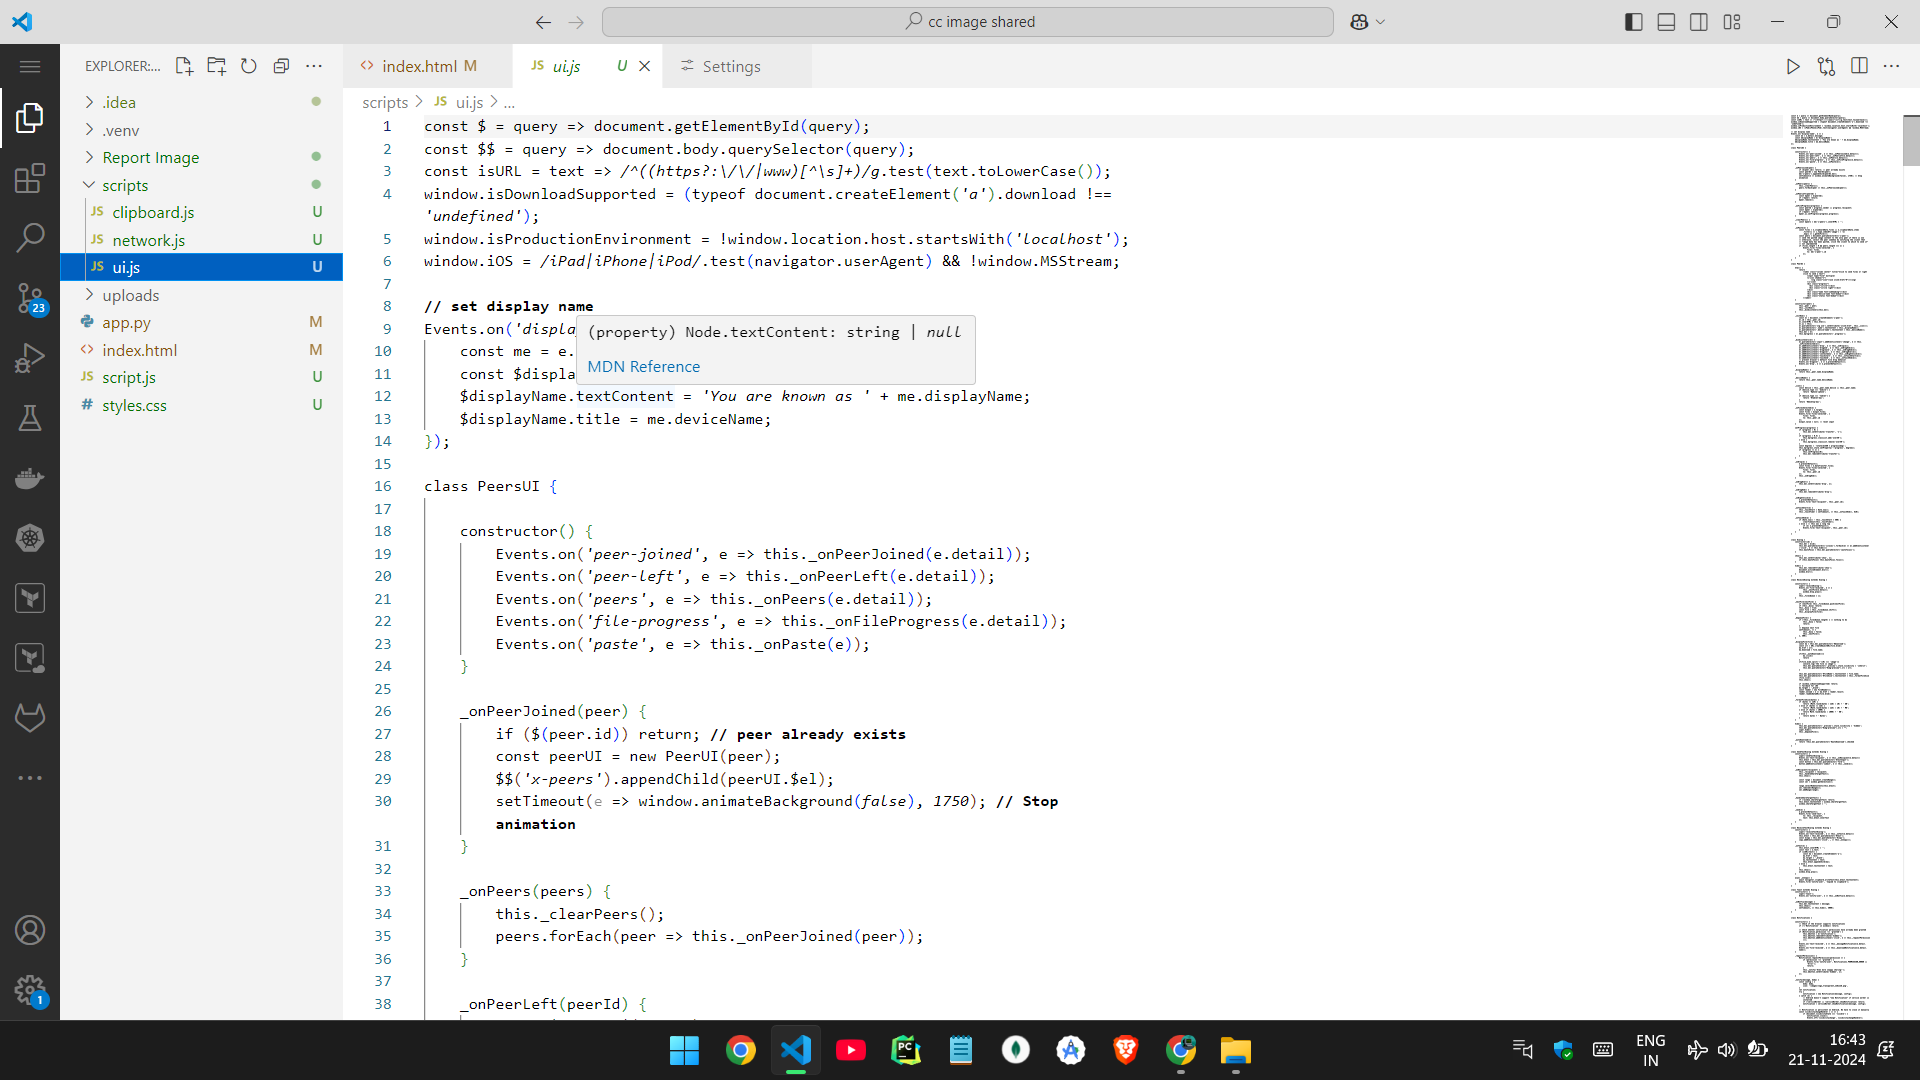 cc image shared
EXPLORER:...
index.html M
JS ui.js U
Settings
.idea
.venv
Report Image
scripts
JS clipboard.js U
JS network.js U
JS ui.js U
uploads
app.py M
<> index.html M
JS script.js U
# styles.css U
23
1
scripts > JS ui.js > ...
1 const $ = query => document.getElementById(query);
2 const $$ = query => document.body.querySelector(query);
3 const isURL = text => /^((https?:\/\/|www)[^\s]+)/g.test(text.toLowerCase());
4 window.isDownloadSupported = (typeof document.createElement('a').download !==
'undefined');
5 window.isProductionEnvironment = !window.location.host.startsWith('localhost');
6 window.iOS = /iPad|iPhone|iPod/.test(navigator.userAgent) && !window.MSStream;
7
8 // set display name
9 Events.on('displa
(property) Node.textContent: string | null
10 const me = e.
MDN Reference
11 const $displa
12 $displayName.textContent = 'You are known as ' + me.displayName;
13 $displayName.title = me.deviceName;
14 });
15
16 class PeersUI {
17
18 constructor() {
19 Events.on('peer-joined', e => this._onPeerJoined(e.detail));
20 Events.on('peer-left', e => this._onPeerLeft(e.detail));
21 Events.on('peers', e => this._onPeers(e.detail));
22 Events.on('file-progress', e => this._onFileProgress(e.detail));
23 Events.on('paste', e => this._onPaste(e));
24 }
25
26 _onPeerJoined(peer) {
27 if ($(peer.id)) return; // peer already exists
28 const peerUI = new PeerUI(peer);
29 $$('x-peers').appendChild(peerUI.$el);
30 setTimeout(e => window.animateBackground(false), 1750); // Stop
animation
31 }
32
33 _onPeers(peers) {
34 this._clearPeers();
35 peers.forEach(peer => this._onPeerJoined(peer));
36 }
37
38 _onPeerLeft(peerId) {
ENG
IN
16:43
21-11-2024